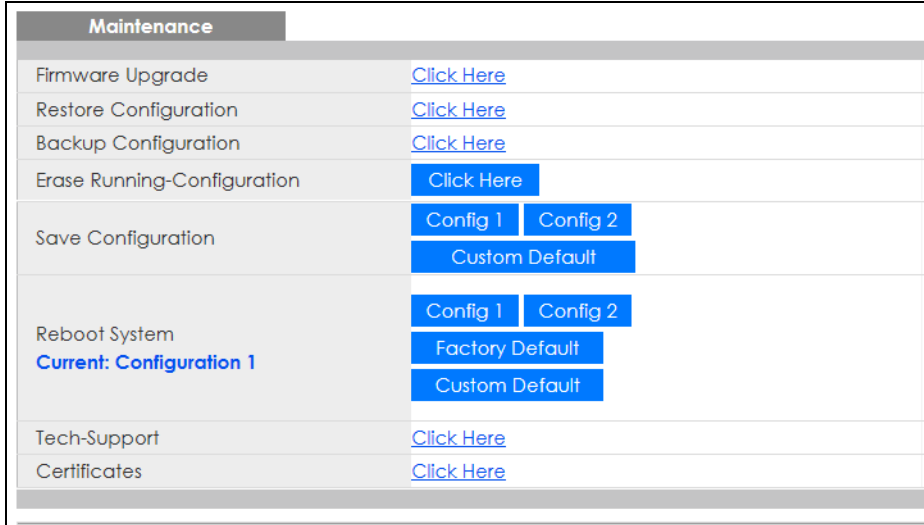 Maintenance
Firmware Upgrade Click Here
Restore Configuration Click Here
Backup Configuration Click Here
Erase Running-Configuration Click Here
Save Configuration Config 1 Config 2
Custom Default
Reboot System Config 1 Config 2
Current: Configuration 1 Factory Default
Custom Default
Tech-Support Click Here
Certificates Click Here